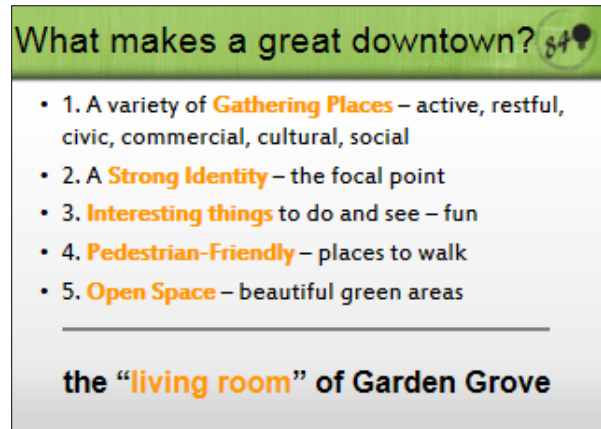 What makes a great downtown?
84
• 1. A variety of Gathering Places – active, restful,
civic, commercial, cultural, social
• 2. A Strong Identity – the focal point
• 3. Interesting things to do and see – fun
• 4. Pedestrian-Friendly – places to walk
• 5. Open Space – beautiful green areas
the “living room” of Garden Grove